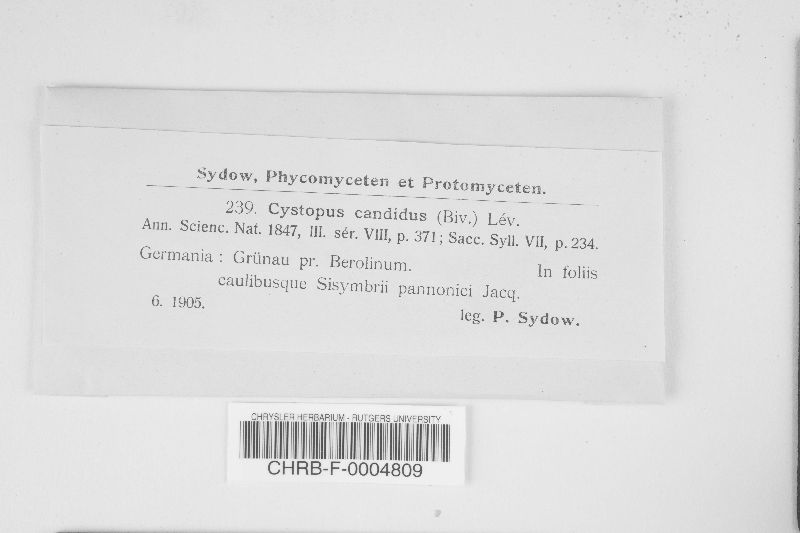 Sydow, Phycomyceten et Protomyceten.
239. Cystopus candidus (Biv.) Lév.
Ann. Scienc. Nat. 1847, III. sér. VIII, p. 371; Sacc. Syll. VII, p. 234.
Germania: Grünau pr. Berolinum. In foliis
caulibusque Sisymbrii pannonici Jacq.
6. 1905.
leg. P. Sydow.
CHRYSLER HERBARIUM - RUTGERS UNIVERSITY
CHRB-F-0004809